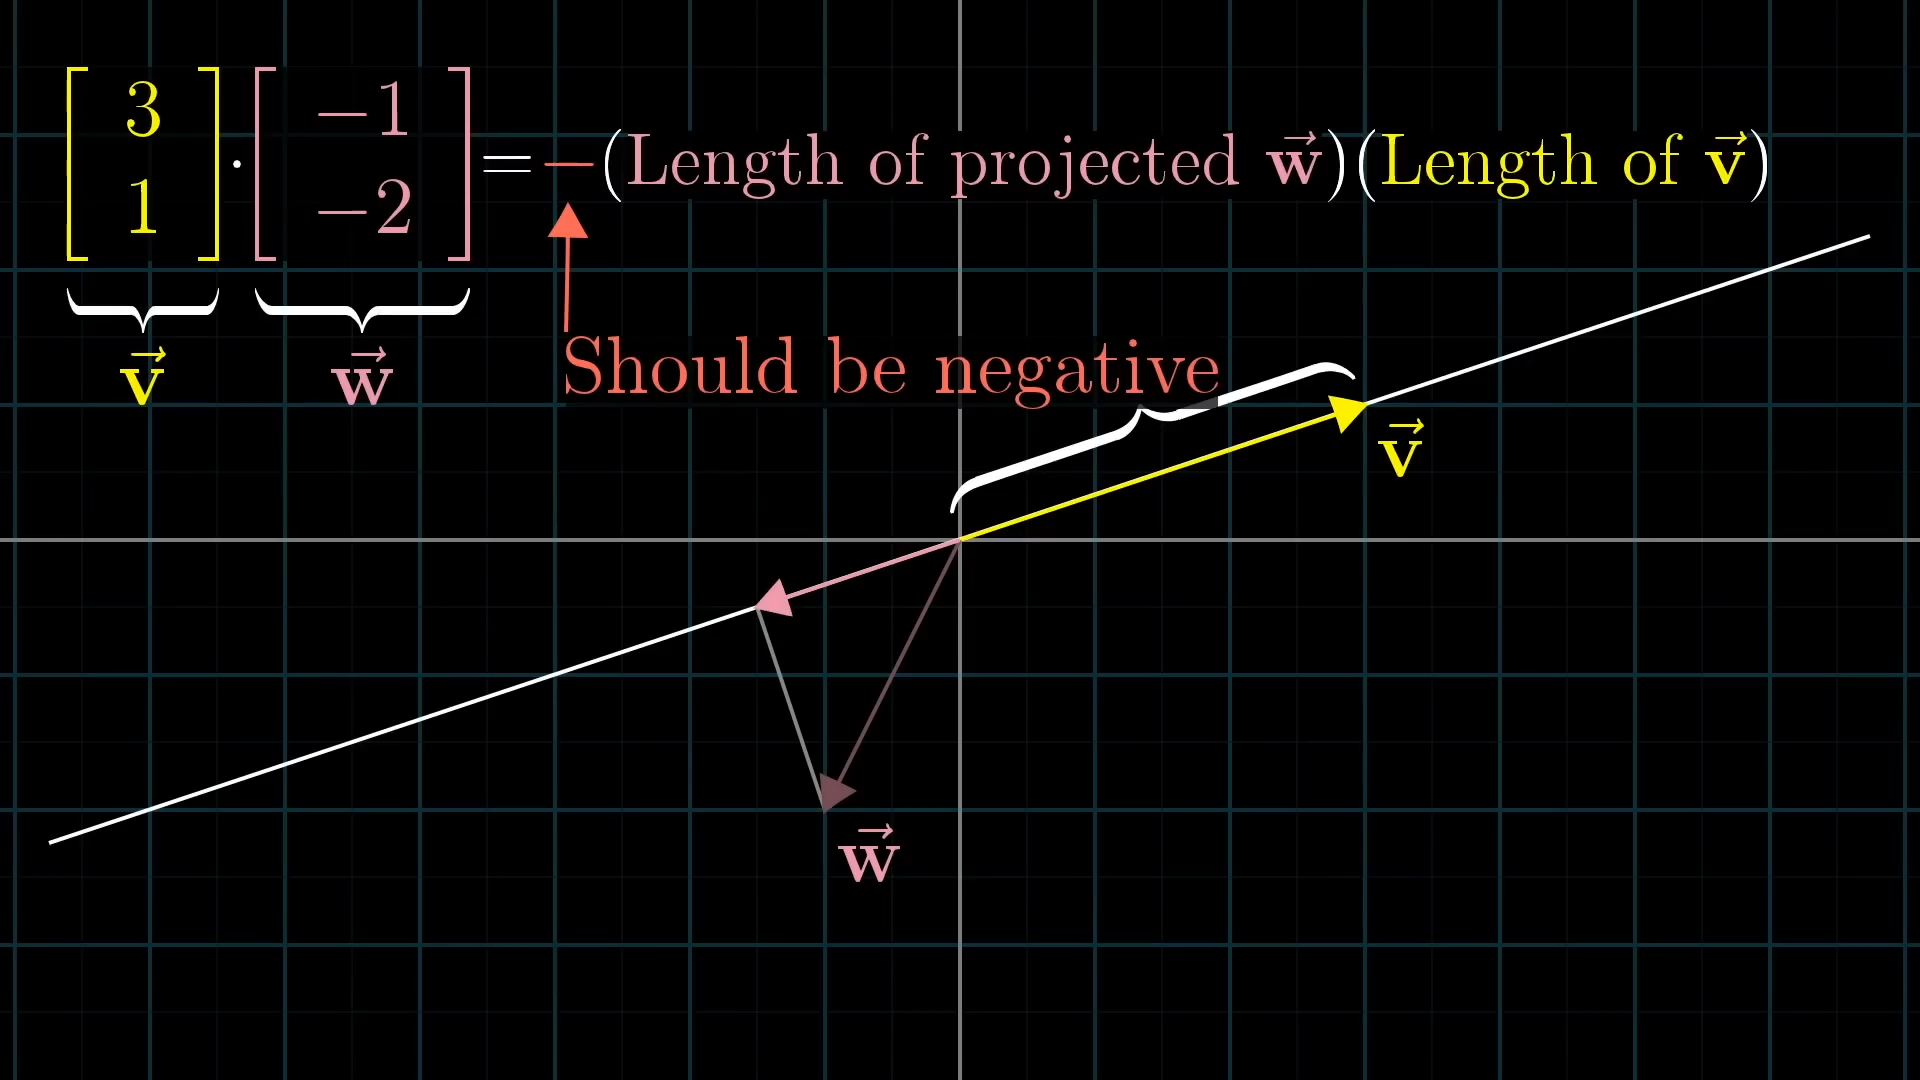 [3 1] · [−1 −2] = −(Length of projected w⃗)(Length of v⃗)
v⃗ w⃗
Should be negative
v⃗
w⃗